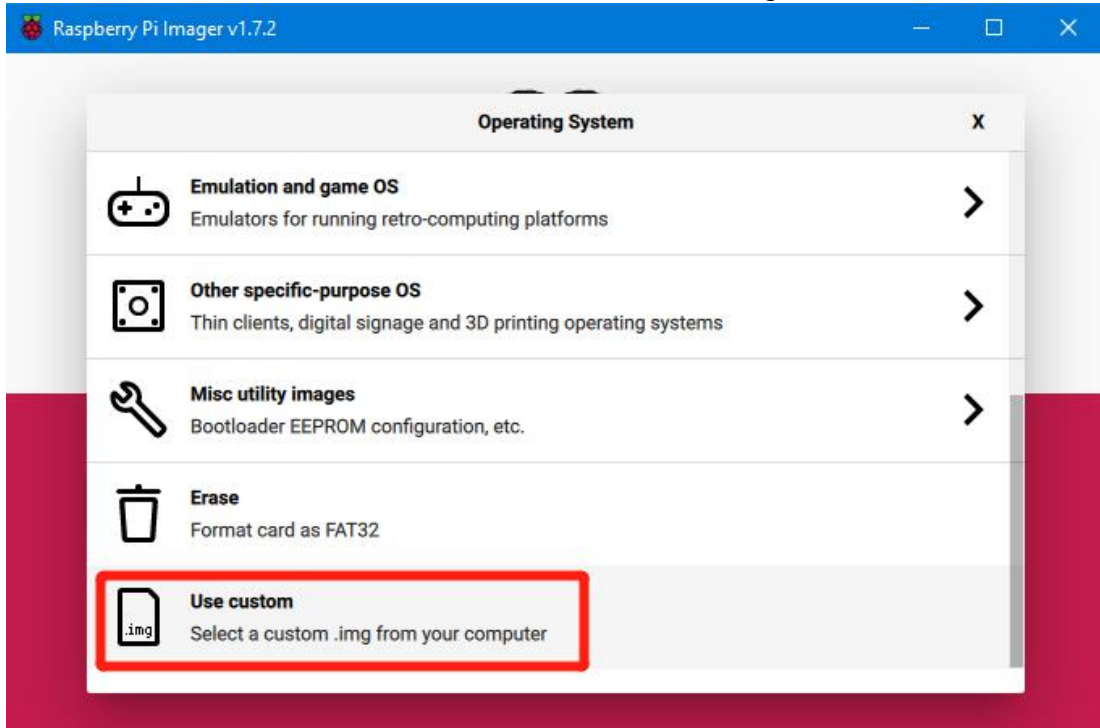 Raspberry Pi Imager v1.7.2
Operating System
X
Emulation and game OS
Emulators for running retro-computing platforms
Other specific-purpose OS
Thin clients, digital signage and 3D printing operating systems
Misc utility images
Bootloader EEPROM configuration, etc.
Erase
Format card as FAT32
Use custom
.img
Select a custom .img from your computer